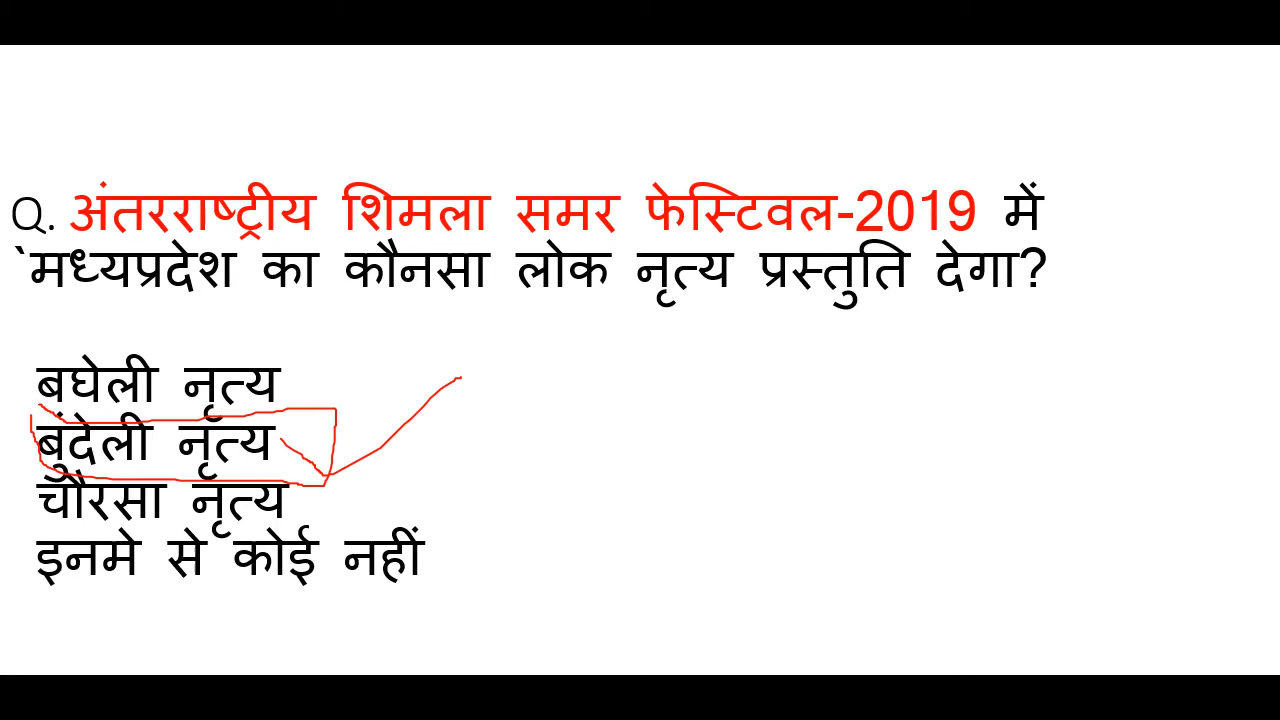 Q. अंतरराष्ट्रीय शिमला समर फेस्टिवल-2019 में
`मध्यप्रदेश का कौनसा लोक नृत्य प्रस्तुति देगा?
बघेली नृत्य
बुंदेली नृत्य
चौरसा नृत्य
इनमे से कोई नहीं